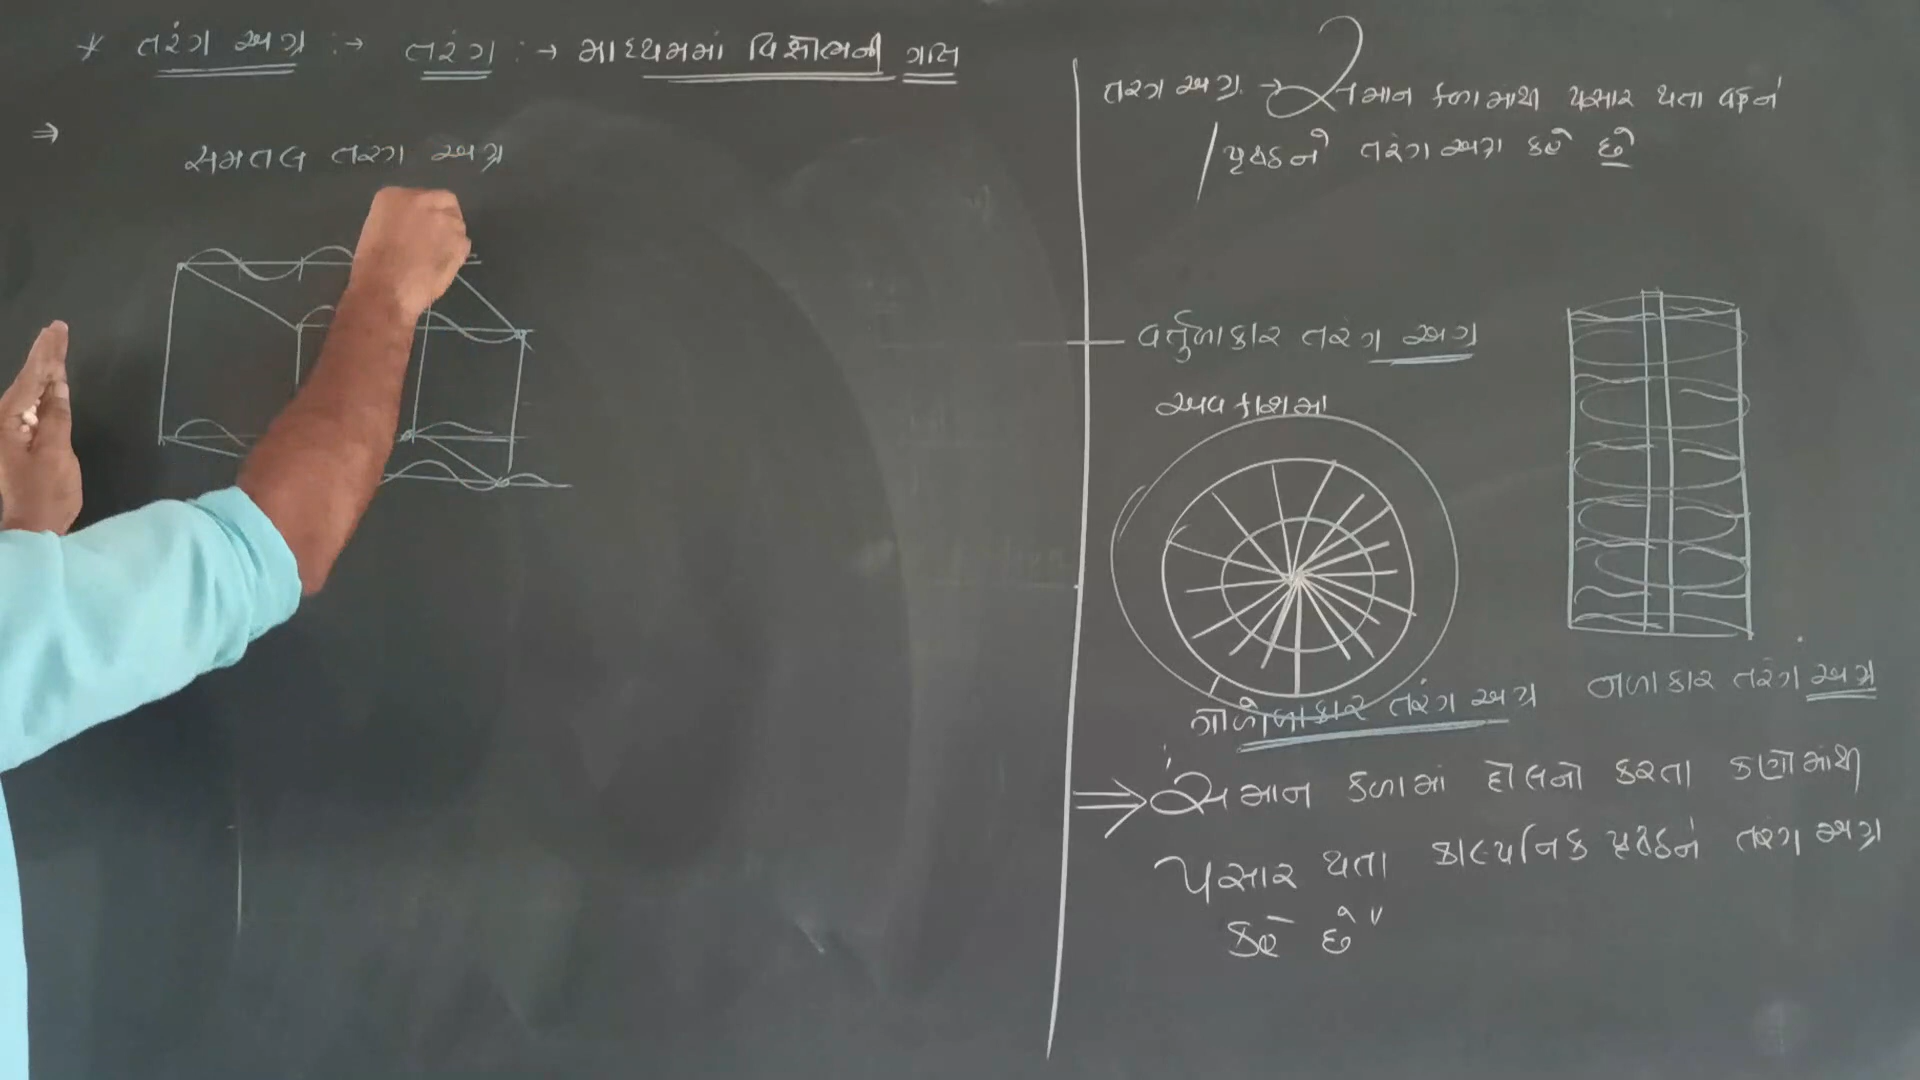 * તરંગ અગ્ર :→ તરંગ :→ માધ્યમમાં વિક્ષોભની ગતિ
⇒
સમતલ તરંગ અગ્ર
તરંગ અગ્ર → સમાન કળામાથી પસાર થતા વક્રને
/પૃષ્ઠને તરંગ અગ્ર કહે છે
વર્તુળાકાર તરંગ અગ્ર
અવકાશમા
ગોળાકાર તરંગ અગ્ર
નળાકાર તરંગ અગ્ર
⇒ સમાન કળામાં દોલનો કરતા કણોમાંથી
પસાર થતા કાલ્પનિક પૃષ્ઠને તરંગ અગ્ર
કહે છે"